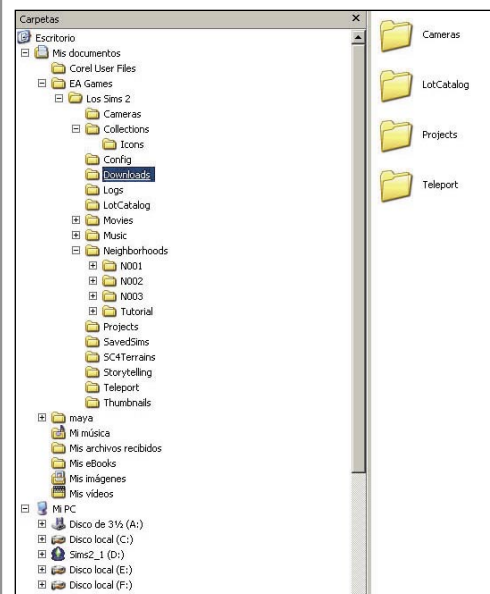 Carpetas
Escritorio
Mis documentos
Corel User Files
EA Games
Los Sims 2
Cameras
Collections
Icons
Config
Downloads
Logs
LotCatalog
Movies
Music
Neighborhoods
N001
N002
N003
Tutorial
Projects
SavedSims
SC4Terrains
Storytelling
Teleport
Thumbnails
maya
Mi música
Mis archivos recibidos
Mis eBooks
Mis imágenes
Mis vídeos
Mi PC
Disco de 3½ (A:)
Disco local (C:)
Sims2_1 (D:)
Disco local (E:)
Disco local (F:)
Cameras
LotCatalog
Projects
Teleport